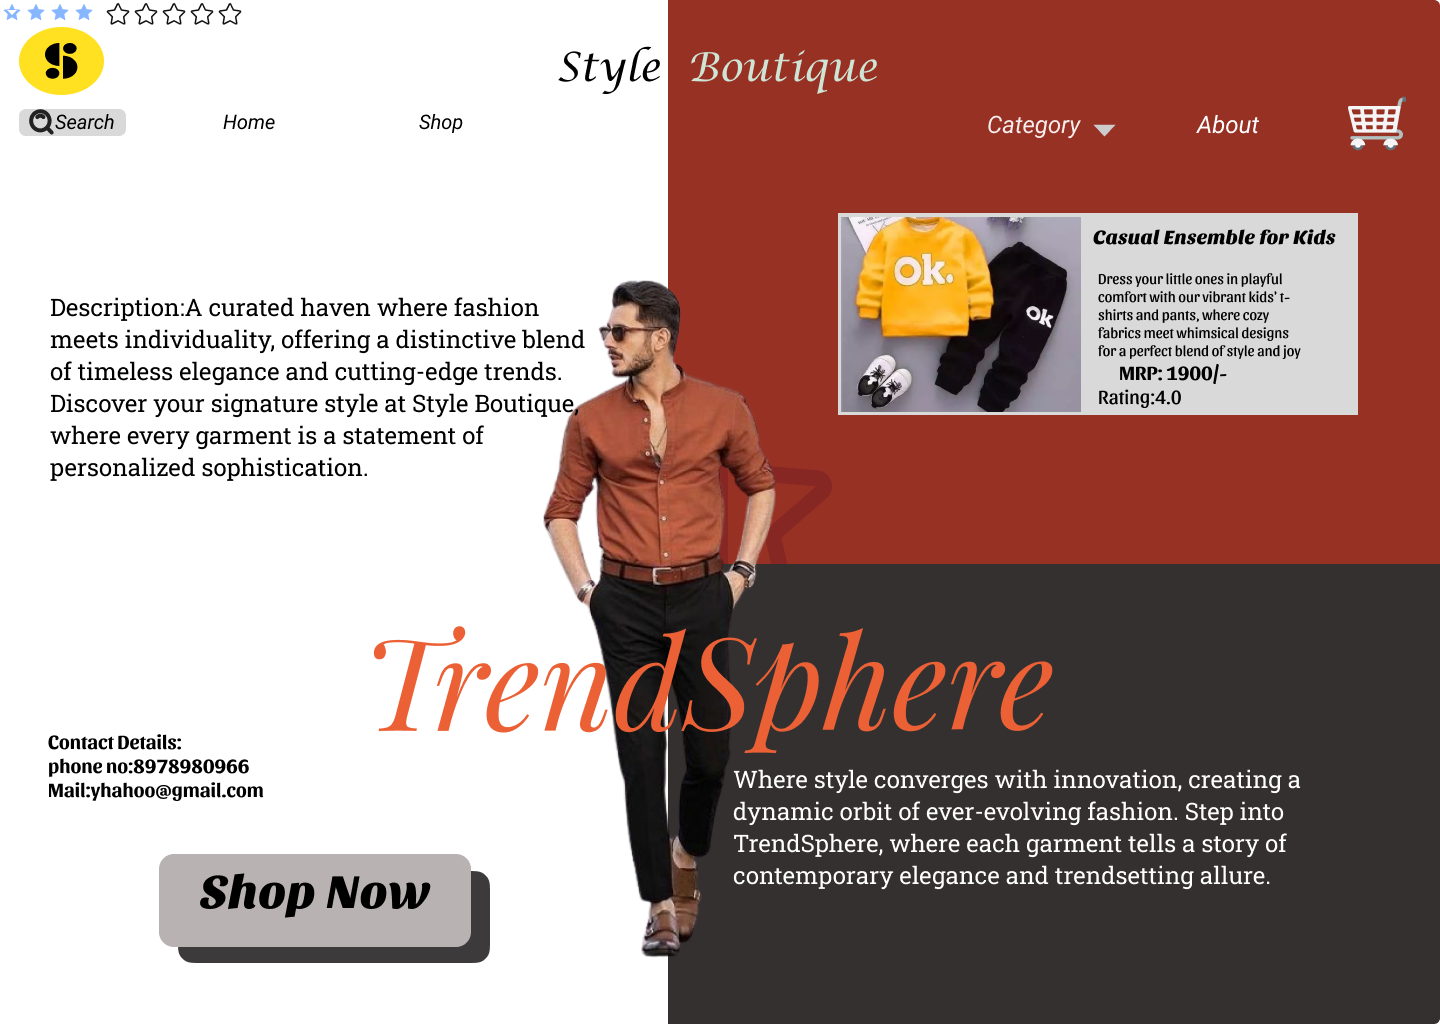 S
Style Boutique
Search Home Shop Category About
Casual Ensemble for Kids
ok.
ok
Dress your little ones in playful
comfort with our vibrant kids' t-
shirts and pants, where cozy
fabrics meet whimsical designs
for a perfect blend of style and joy
MRP: 1900/-
Rating:4.0
Description:A curated haven where fashion
meets individuality, offering a distinctive blend
of timeless elegance and cutting-edge trends.
Discover your signature style at Style Boutique,
where every garment is a statement of
personalized sophistication.
TrendSphere
Where style converges with innovation, creating a
dynamic orbit of ever-evolving fashion. Step into
TrendSphere, where each garment tells a story of
contemporary elegance and trendsetting allure.
Contact Details:
phone no:8978980966
Mail:yhahoo@gmail.com
Shop Now